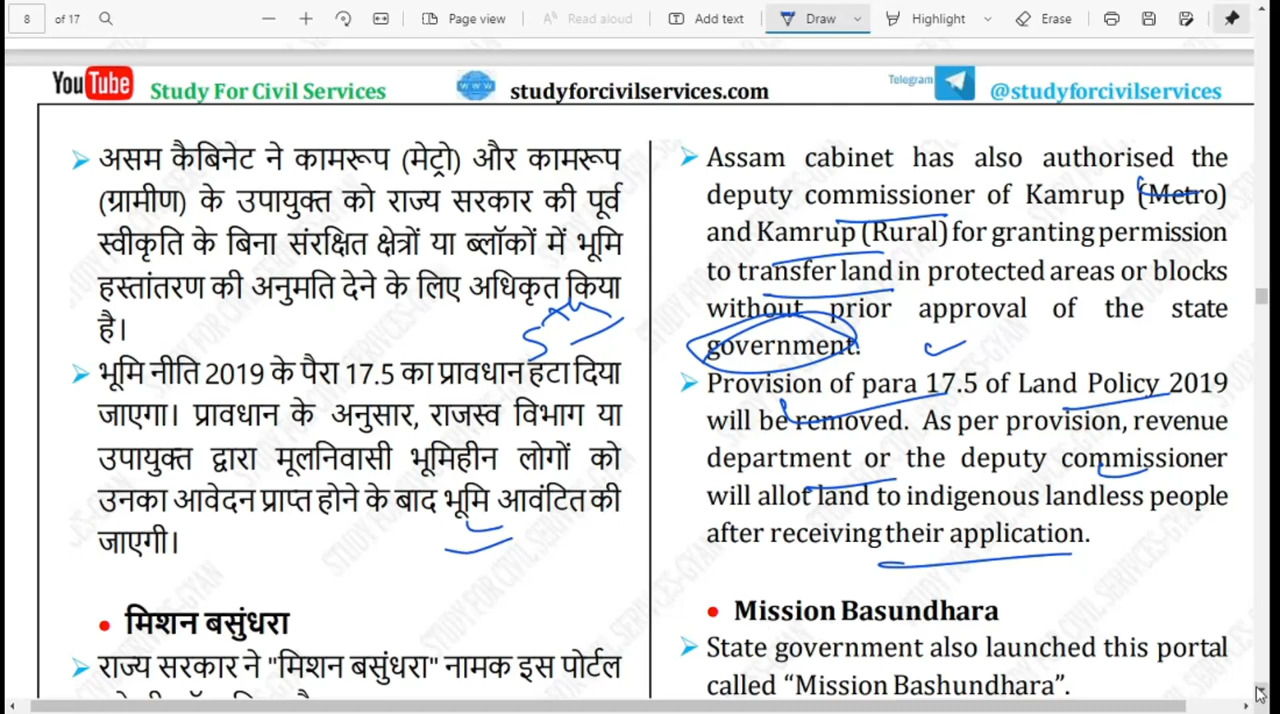 8 of 17
Page view
Read aloud
Add text
Draw
Highlight
Erase
YouTube Study For Civil Services
www studyforcivilservices.com
Telegram @studyforcivilservices
असम कैबिनेट ने कामरूप (मेट्रो) और कामरूप
(ग्रामीण) के उपायुक्त को राज्य सरकार की पूर्व
स्वीकृति के बिना संरक्षित क्षेत्रों या ब्लॉकों में भूमि
हस्तांतरण की अनुमति देने के लिए अधिकृत किया
है।
भूमि नीति 2019 के पैरा 17.5 का प्रावधान हटा दिया
जाएगा। प्रावधान के अनुसार, राजस्व विभाग या
उपायुक्त द्वारा मूलनिवासी भूमिहीन लोगों को
उनका आवेदन प्राप्त होने के बाद भूमि आवंटित की
जाएगी।
मिशन बसुंधरा
राज्य सरकार ने "मिशन बसुंधरा" नामक इस पोर्टल
Assam cabinet has also authorised the
deputy commissioner of Kamrup (Metro)
and Kamrup (Rural) for granting permission
to transfer land in protected areas or blocks
without prior approval of the state
government.
Provision of para 17.5 of Land Policy 2019
will be removed. As per provision, revenue
department or the deputy commissioner
will allot land to indigenous landless people
after receiving their application.
Mission Basundhara
State government also launched this portal
called “Mission Bashundhara”.